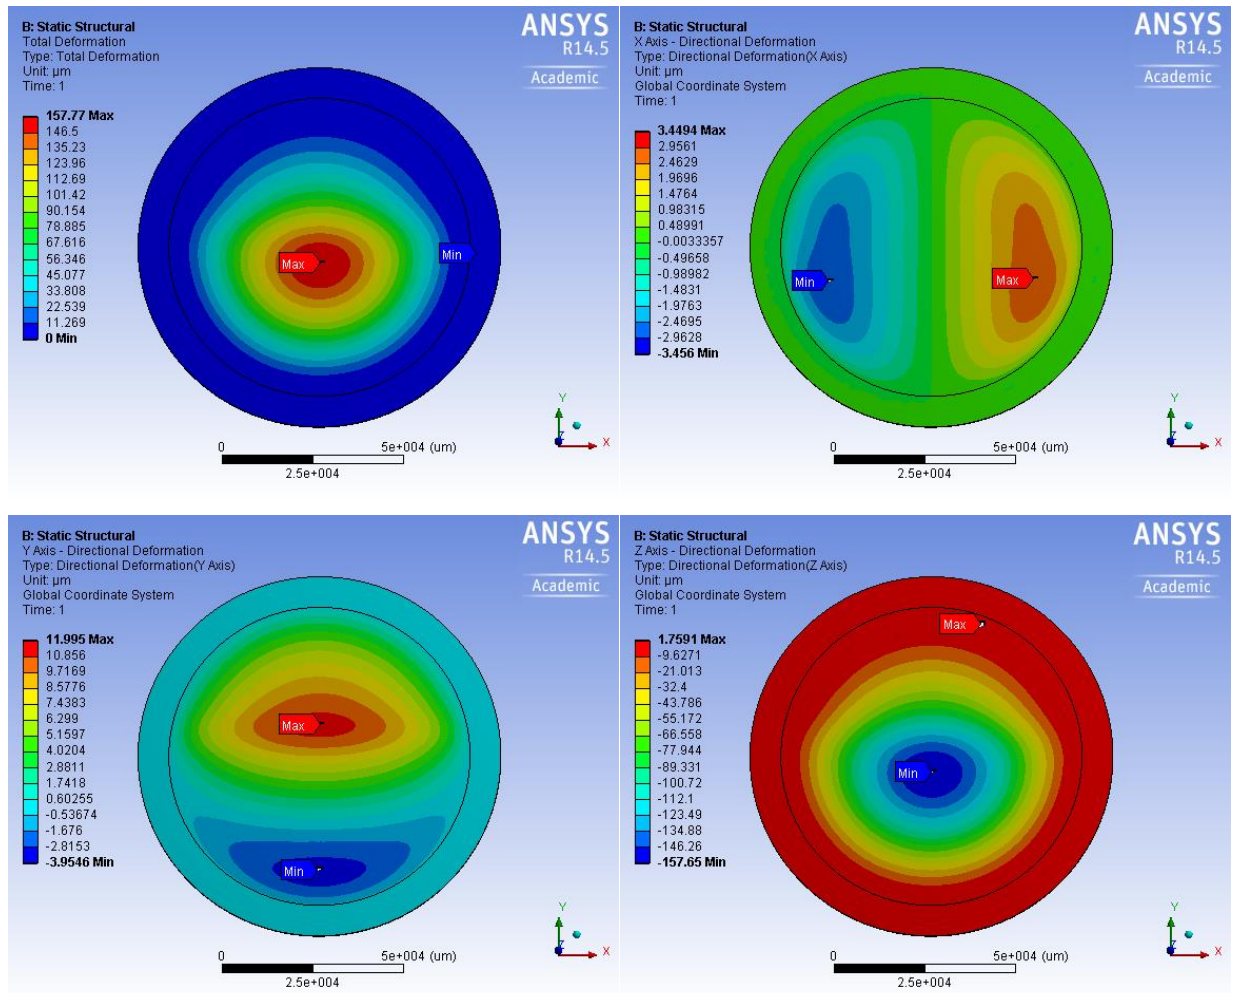 B: Static Structural
Total Deformation
Type: Total Deformation
Unit: µm
Time: 1
ANSYS
R14.5
Academic
157.77 Max
146.5
135.23
123.96
112.69
101.42
90.154
78.885
67.616
56.346
45.077
33.808
22.539
11.269
0 Min
Max
Min
0
5e+004 (um)
2.5e+004
Y
Z
X
B: Static Structural
X Axis - Directional Deformation
Type: Directional Deformation(X Axis)
Unit: µm
Global Coordinate System
Time: 1
ANSYS
R14.5
Academic
3.4494 Max
2.9561
2.4629
1.9696
1.4764
0.98315
0.48991
-0.0033357
-0.49658
-0.98982
-1.4831
-1.9763
-2.4695
-2.9628
-3.456 Min
Min
Max
0
5e+004 (um)
2.5e+004
Y
Z
X
B: Static Structural
Y Axis - Directional Deformation
Type: Directional Deformation(Y Axis)
Unit: µm
Global Coordinate System
Time: 1
ANSYS
R14.5
Academic
11.995 Max
10.856
9.7169
8.5776
7.4383
6.299
5.1597
4.0204
2.8811
1.7418
0.60255
-0.53674
-1.676
-2.8153
-3.9546 Min
Max
Min
0
5e+004 (um)
2.5e+004
Y
Z
X
B: Static Structural
Z Axis - Directional Deformation
Type: Directional Deformation(Z Axis)
Unit: µm
Global Coordinate System
Time: 1
ANSYS
R14.5
Academic
1.7591 Max
-9.6271
-21.013
-32.4
-43.786
-55.172
-66.558
-77.944
-89.331
-100.72
-112.1
-123.49
-134.88
-146.26
-157.65 Min
Max
Min
0
5e+004 (um)
2.5e+004
Y
Z
X